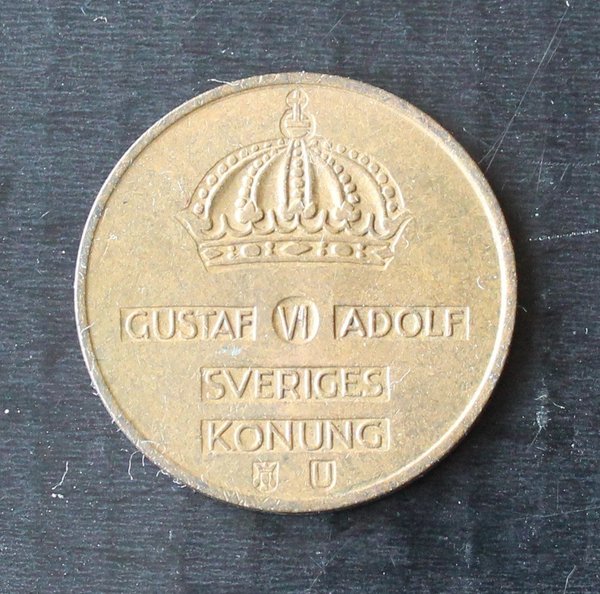 GUSTAF VI ADOLF
SVERIGES
KONUNG
U